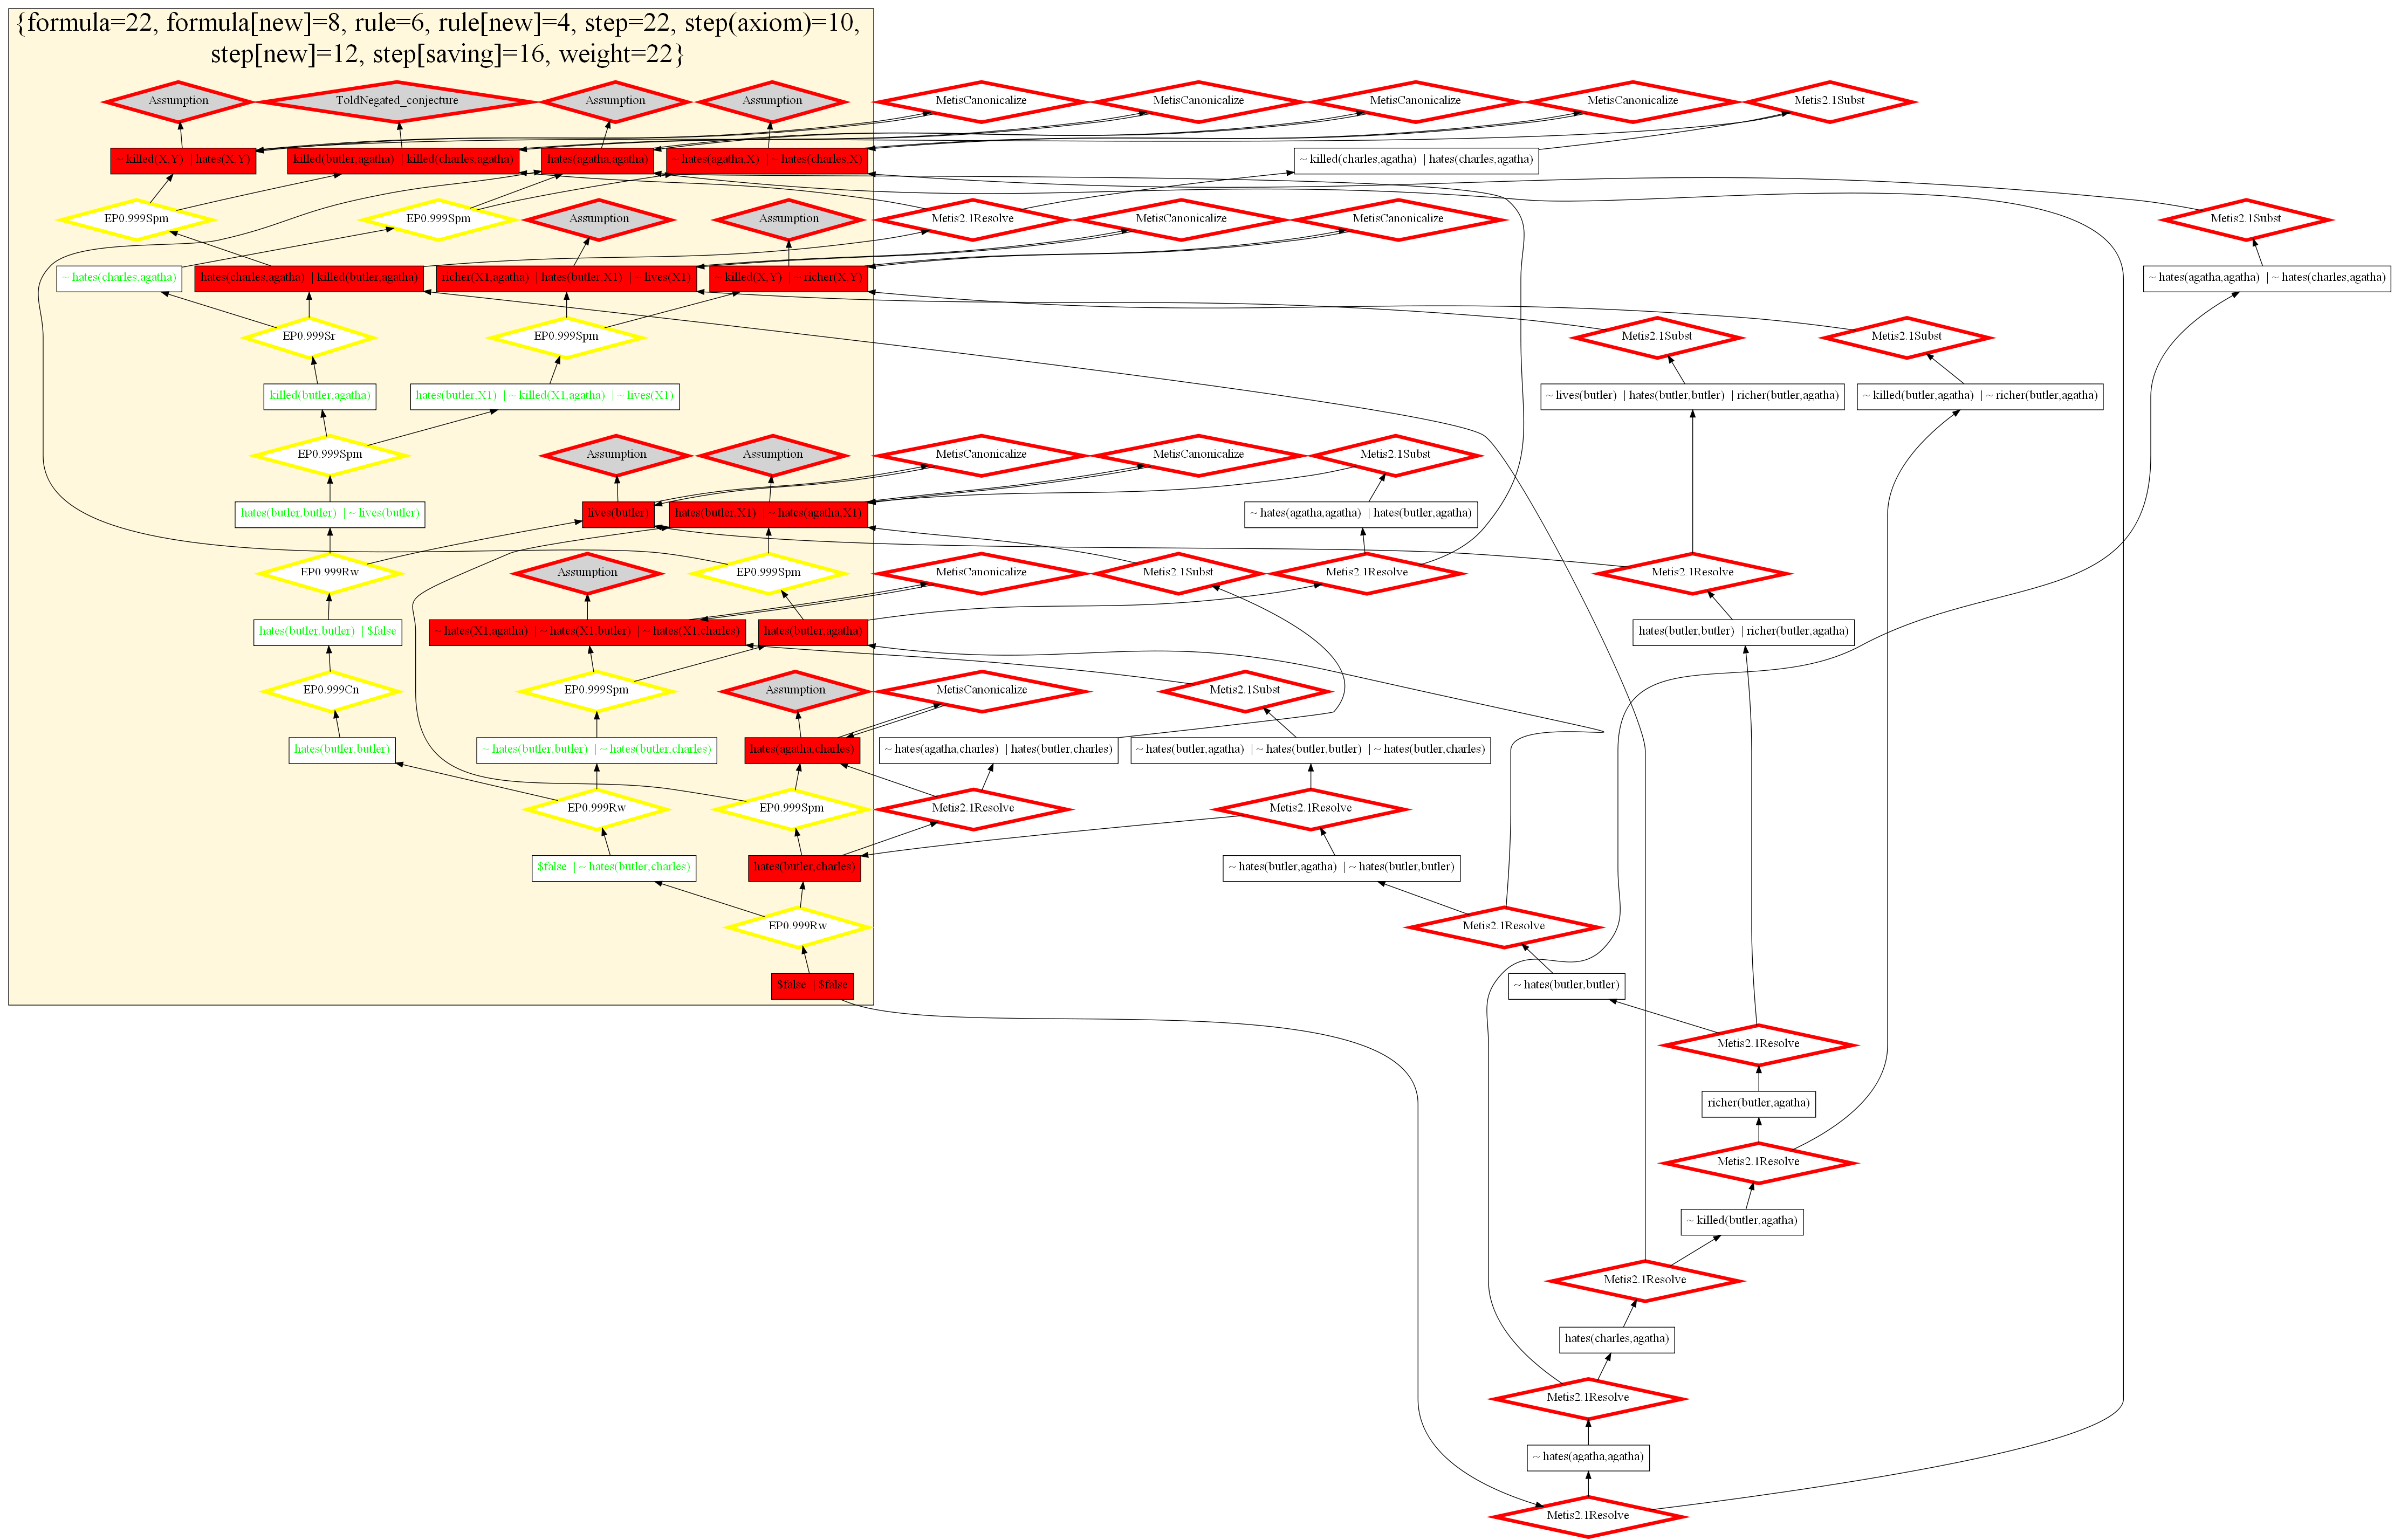 {formula=22, formula[new]=8, rule=6, rule[new]=4, step=22, step(axiom)=10,
step[new]=12, step[saving]=16, weight=22}
Assumption
ToldNegated_conjecture
Assumption
Assumption
MetisCanonicalize
MetisCanonicalize
MetisCanonicalize
MetisCanonicalize
Metis2.1Subst
~ killed(X,Y) | hates(X,Y)
killed(butler,agatha) | killed(charles,agatha)
hates(agatha,agatha)
~ hates(agatha,X) | ~ hates(charles,X)
~ killed(charles,agatha) | hates(charles,agatha)
EP0.999Spm
EP0.999Spm
Assumption
Assumption
Metis2.1Resolve
MetisCanonicalize
MetisCanonicalize
Metis2.1Subst
~ hates(charles,agatha)
hates(charles,agatha) | killed(butler,agatha)
richer(X1,agatha) | hates(butler,X1) | ~ lives(X1)
~ killed(X,Y) | ~ richer(X,Y)
~ hates(agatha,agatha) | ~ hates(charles,agatha)
EP0.999Sr
EP0.999Spm
Metis2.1Subst
Metis2.1Subst
killed(butler,agatha)
hates(butler,X1) | ~ killed(X1,agatha) | ~ lives(X1)
~ lives(butler) | hates(butler,butler) | richer(butler,agatha)
~ killed(butler,agatha) | ~ richer(butler,agatha)
EP0.999Spm
Assumption
Assumption
MetisCanonicalize
MetisCanonicalize
Metis2.1Subst
hates(butler,butler) | ~ lives(butler)
lives(butler)
hates(butler,X1) | ~ hates(agatha,X1)
~ hates(agatha,agatha) | hates(butler,agatha)
EP0.999Rw
Assumption
EP0.999Spm
MetisCanonicalize
Metis2.1Subst
Metis2.1Resolve
Metis2.1Resolve
hates(butler,butler) | $false
~ hates(X1,agatha) | ~ hates(X1,butler) | ~ hates(X1,charles)
hates(butler,agatha)
hates(butler,butler) | richer(butler,agatha)
EP0.999Cn
EP0.999Spm
Assumption
MetisCanonicalize
Metis2.1Subst
hates(butler,butler)
~ hates(butler,butler) | ~ hates(butler,charles)
hates(agatha,charles)
~ hates(agatha,charles) | hates(butler,charles)
~ hates(butler,agatha) | ~ hates(butler,butler) | ~ hates(butler,charles)
EP0.999Rw
EP0.999Spm
Metis2.1Resolve
Metis2.1Resolve
$false | ~ hates(butler,charles)
hates(butler,charles)
~ hates(butler,agatha) | ~ hates(butler,butler)
EP0.999Rw
Metis2.1Resolve
$false | $false
~ hates(butler,butler)
Metis2.1Resolve
richer(butler,agatha)
Metis2.1Resolve
~ killed(butler,agatha)
Metis2.1Resolve
hates(charles,agatha)
Metis2.1Resolve
~ hates(agatha,agatha)
Metis2.1Resolve